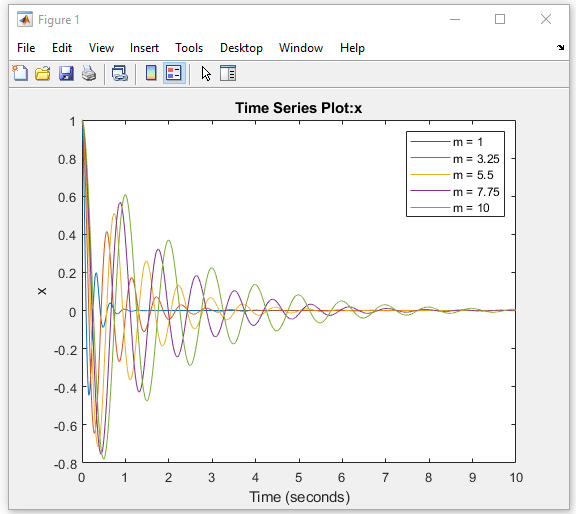 Figure 1
File Edit View Insert Tools Desktop Window Help
Time Series Plot:x
m = 1
m = 3.25
m = 5.5
m = 7.75
m = 10
x
1
0.8
0.6
0.4
0.2
0
-0.2
-0.4
-0.6
-0.8
0 1 2 3 4 5 6 7 8 9 10
Time (seconds)